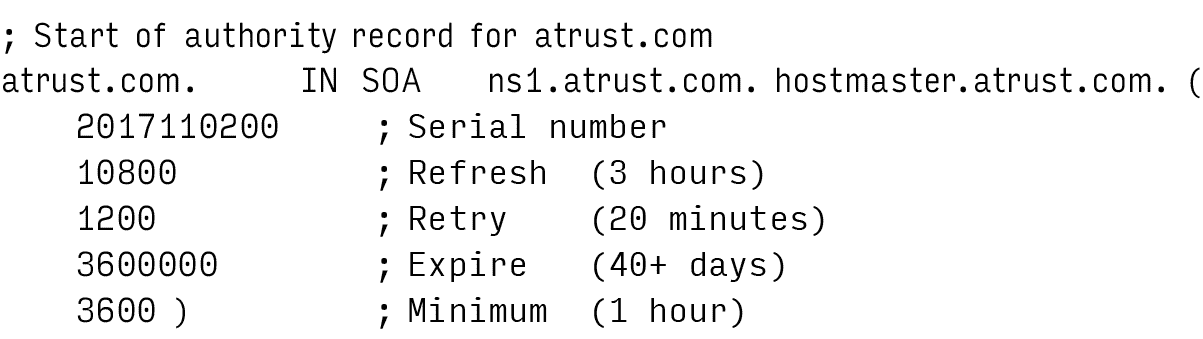 ; Start of authority record for atrust.com
atrust.com. IN SOA ns1.atrust.com. hostmaster.atrust.com. (
2017110200 ; Serial number
10800 ; Refresh (3 hours)
1200 ; Retry (20 minutes)
3600000 ; Expire (40+ days)
3600 ) ; Minimum (1 hour)